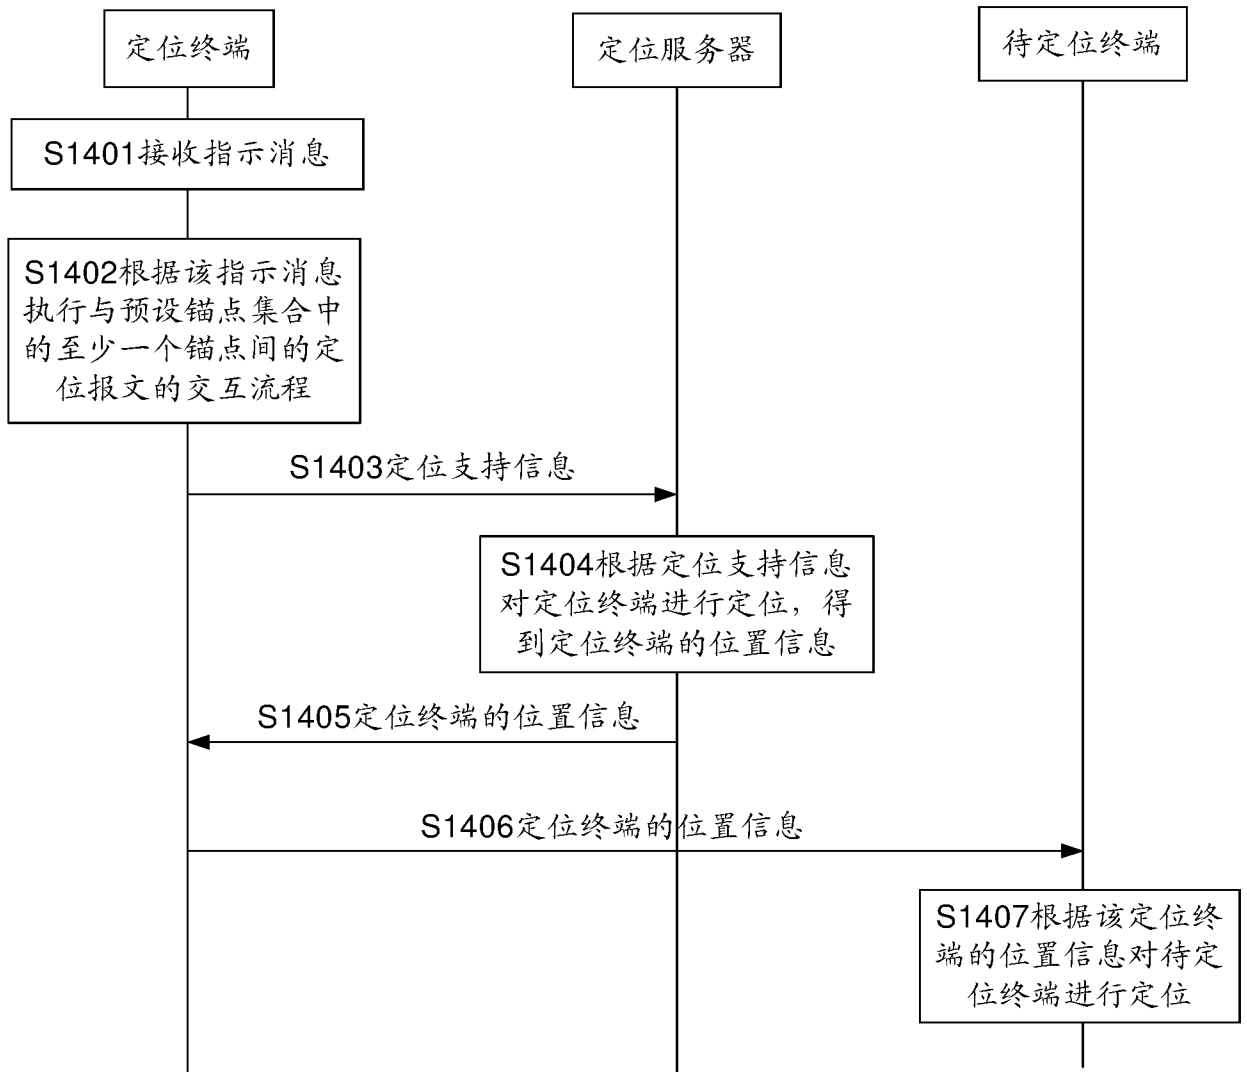 定位终端
定位服务器
待定位终端
S1401接收指示消息
S1402根据该指示消息
执行与预设锚点集合中
的至少一个锚点间的定
位报文的交互流程
S1403定位支持信息
S1404根据定位支持信息
对定位终端进行定位，得
到定位终端的位置信息
S1405定位终端的位置信息
S1406定位终端的位置信息
S1407根据该定位终
端的位置信息对待定
位终端进行定位